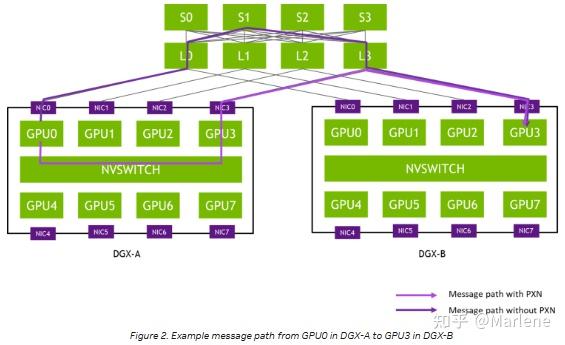 S0 S1 S2 S3
L0 L1 L2 L3
NIC0 NIC1 NIC2 NIC3 NIC0 NIC1 NIC2 NIC3
GPU0 GPU1 GPU2 GPU3 GPU0 GPU1 GPU2 GPU3
NVSWITCH NVSWITCH
GPU4 GPU5 GPU6 GPU7 GPU4 GPU5 GPU6 GPU7
NIC4 NIC5 NIC6 NIC7 NIC4 NIC5 NIC6 NIC7
DGX-A DGX-B
Message path with PXN
Message path without PXN
知乎 @Marlene
Figure 2. Example message path from GPU0 in DGX-A to GPU3 in DGX-B